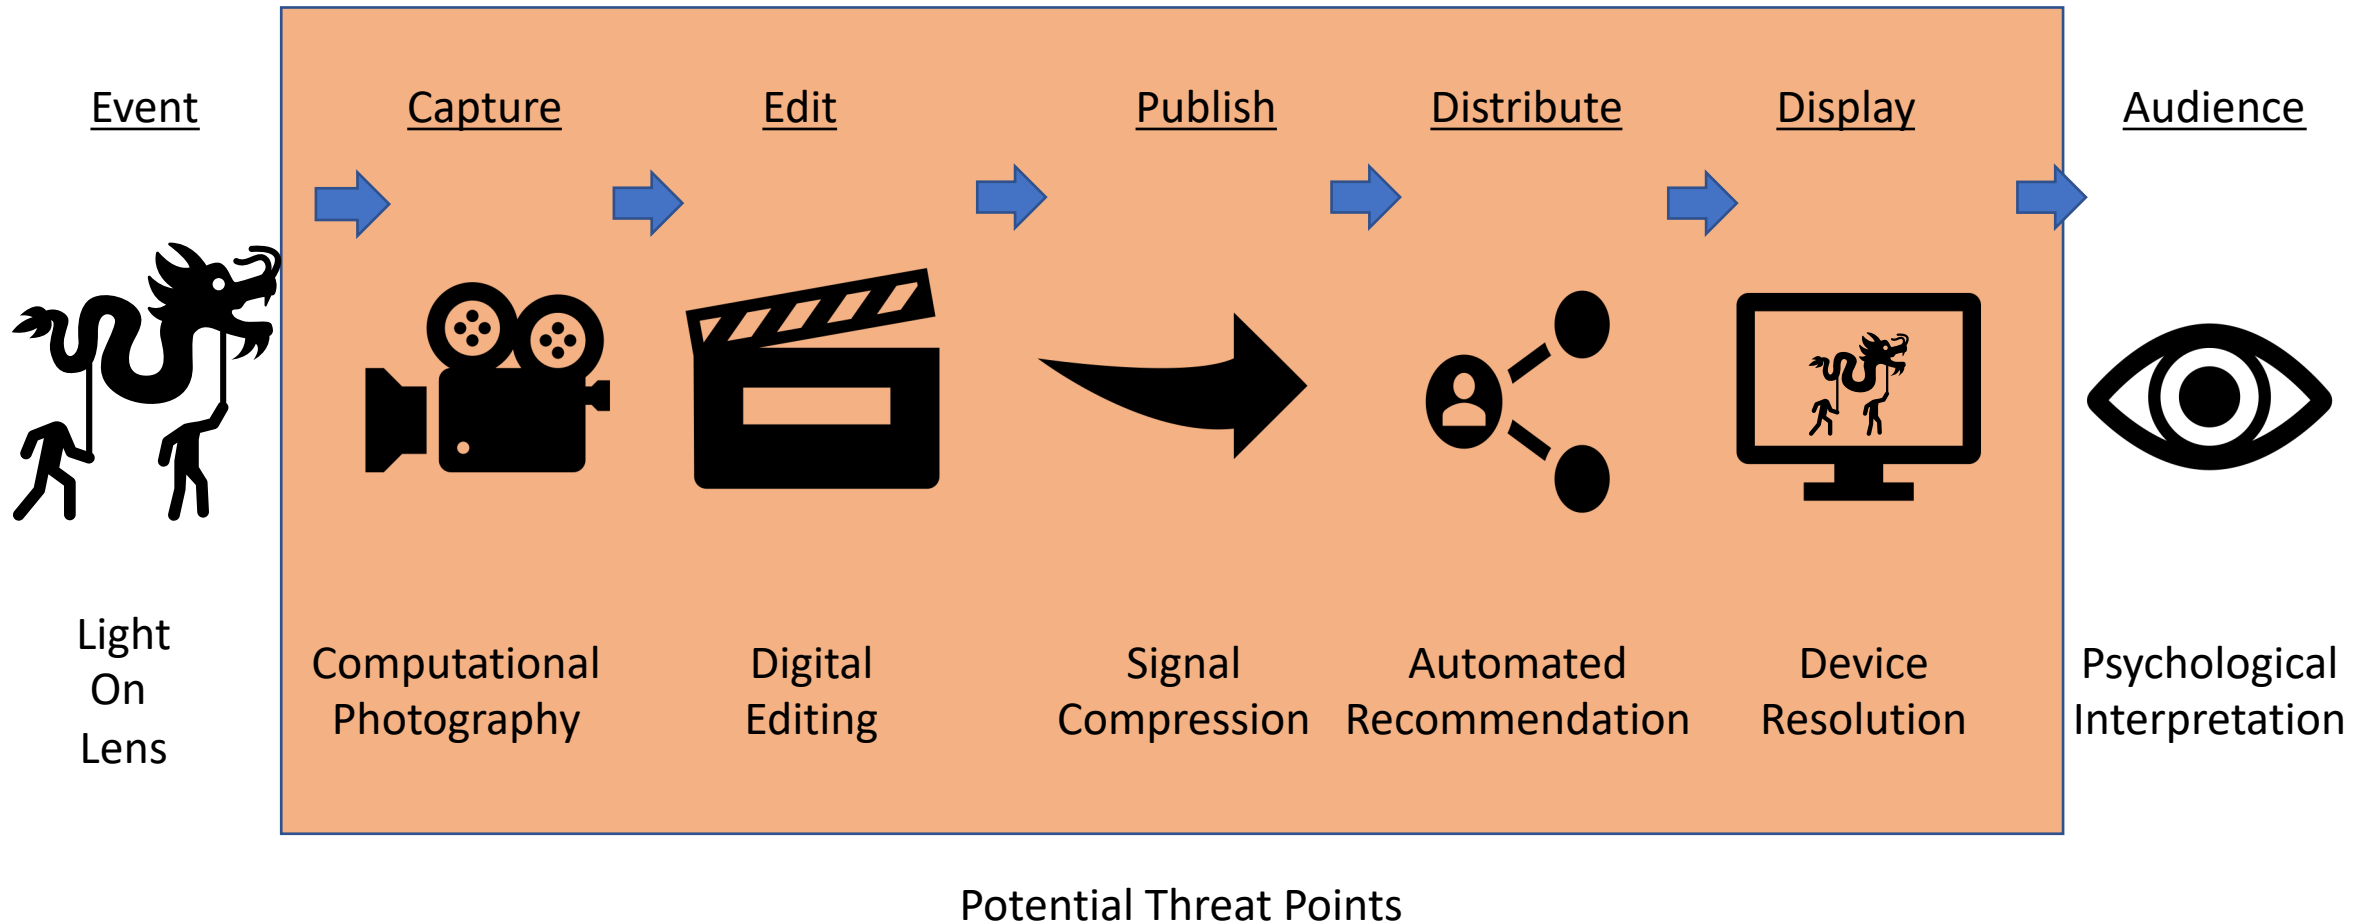 Event
Capture
Edit
Publish
Distribute
Display
Audience
Light
On
Lens
Computational
Photography
Digital
Editing
Signal
Compression
Automated
Recommendation
Device
Resolution
Psychological
Interpretation
Potential Threat Points